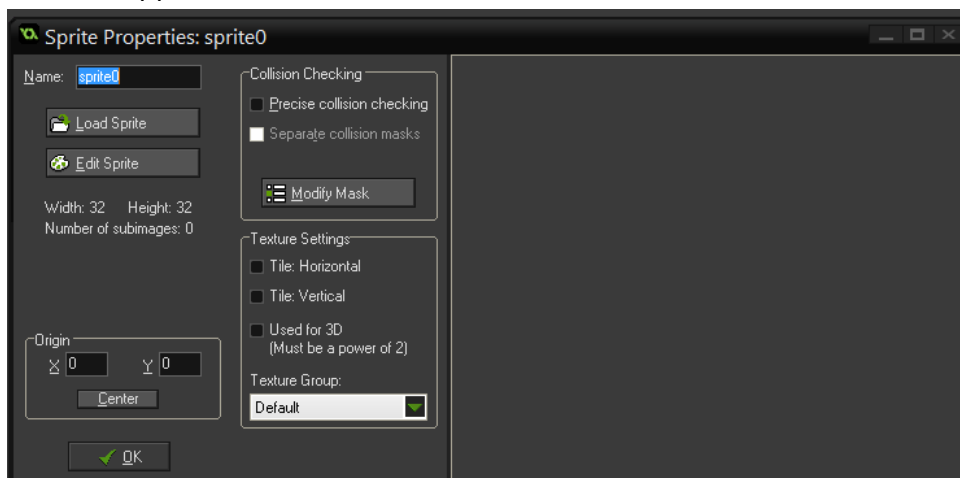 Sprite Properties: sprite0
Name: sprite0
Load Sprite
Edit Sprite
Width: 32 Height: 32
Number of subimages: 0
Origin
X 0 Y 0
Center
OK
Collision Checking
Precise collision checking
Separate collision masks
Modify Mask
Texture Settings
Tile: Horizontal
Tile: Vertical
Used for 3D
(Must be a power of 2)
Texture Group:
Default